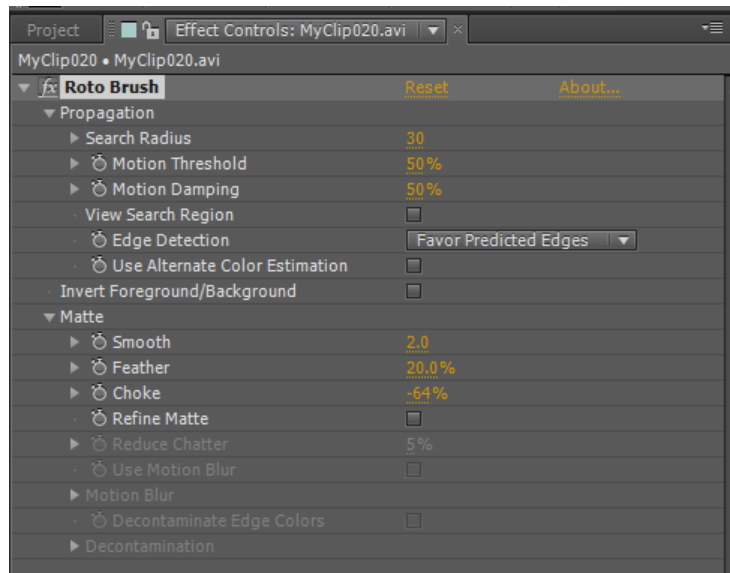 Project Effect Controls: MyClip020.avi
MyClip020 • MyClip020.avi
fx Roto Brush Reset About...
Propagation
Search Radius 30
Motion Threshold 50%
Motion Damping 50%
View Search Region
Edge Detection Favor Predicted Edges
Use Alternate Color Estimation
Invert Foreground/Background
Matte
Smooth 2.0
Feather 20.0%
Choke -64%
Refine Matte
Reduce Chatter 5%
Use Motion Blur
Motion Blur
Decontaminate Edge Colors
Decontamination